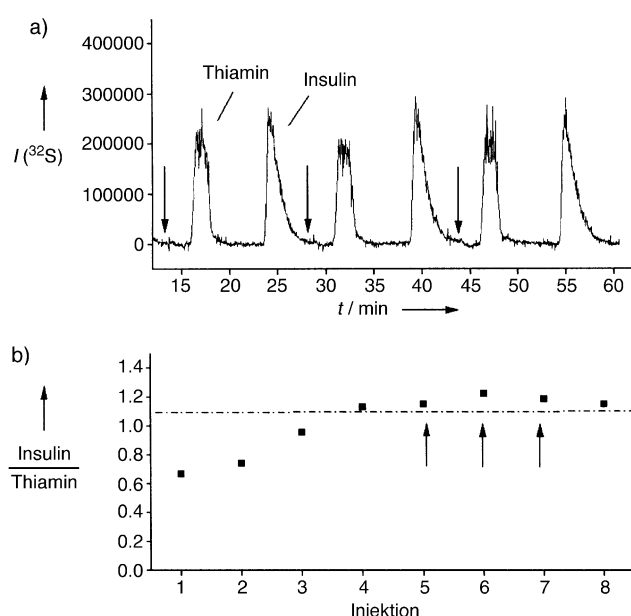 a)
400000
Thiamin
Insulin
300000
I (³²S)
200000
100000
0
15 20 25 30 35 40 45 50 55 60
t / min
b)
1.4
1.2
1.0
Insulin
Thiamin
0.8
0.6
0.4
0.2
0.0
1 2 3 4 5 6 7 8
Injektion